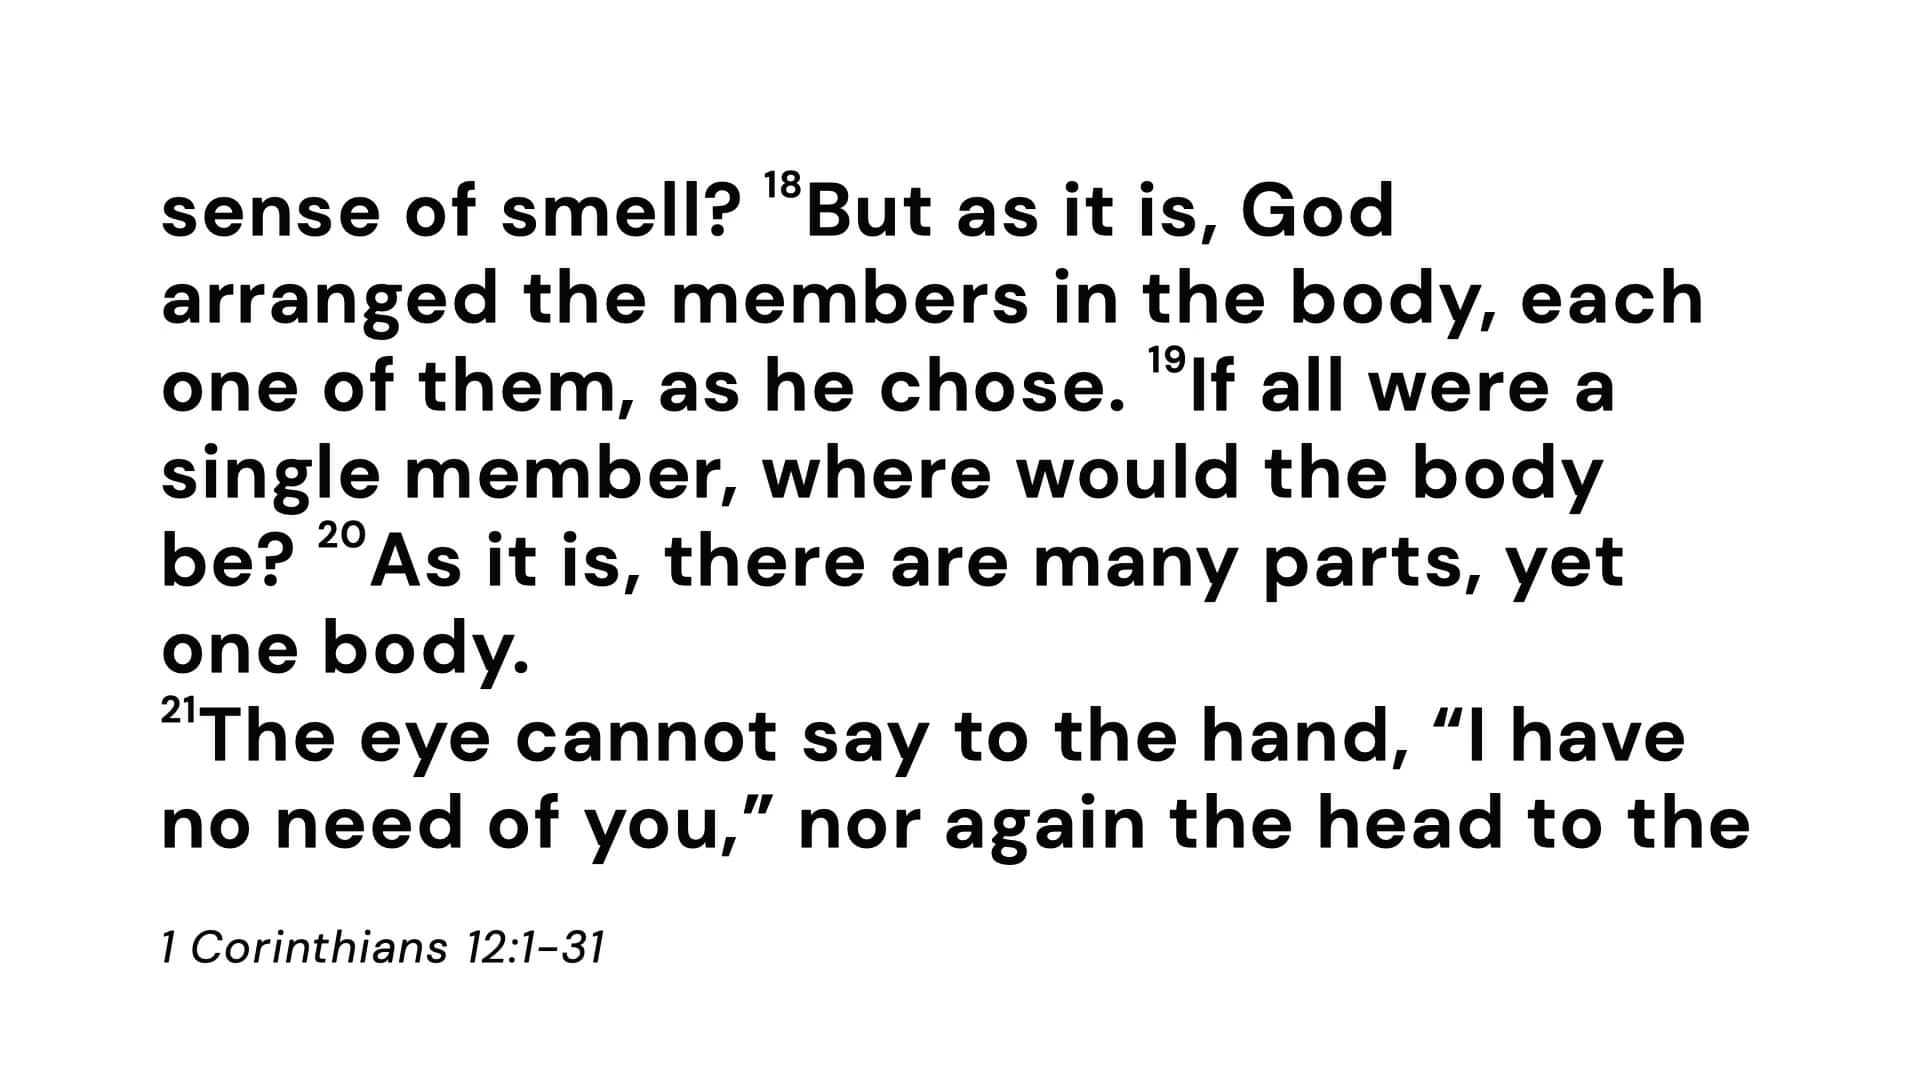 sense of smell? ¹⁸But as it is, God
arranged the members in the body, each
one of them, as he chose. ¹⁹If all were a
single member, where would the body
be? ²⁰As it is, there are many parts, yet
one body.
²¹The eye cannot say to the hand, “I have
no need of you,” nor again the head to the
1 Corinthians 12:1–31